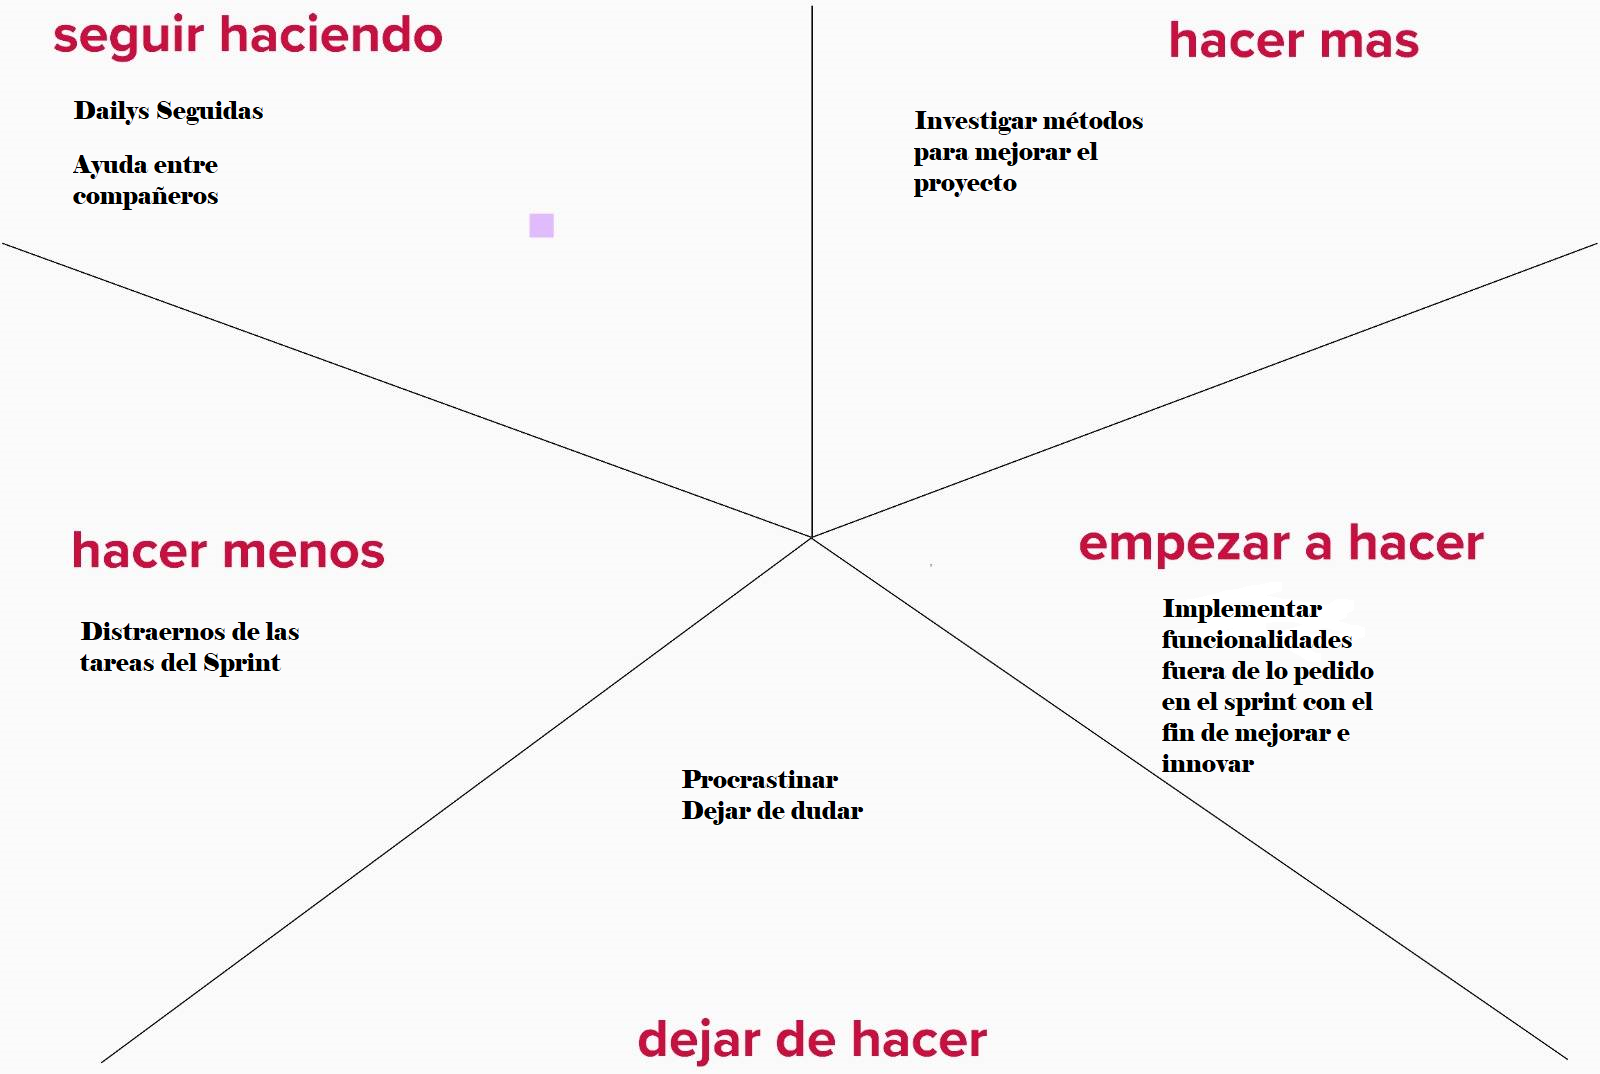 seguir haciendo
Dailys Seguidas
Ayuda entre
compañeros
hacer mas
Investigar métodos
para mejorar el
proyecto
hacer menos
Distraernos de las
tareas del Sprint
empezar a hacer
Implementar
funcionalidades
fuera de lo pedido
en el sprint con el
fin de mejorar e
innovar
Procrastinar
Dejar de dudar
dejar de hacer